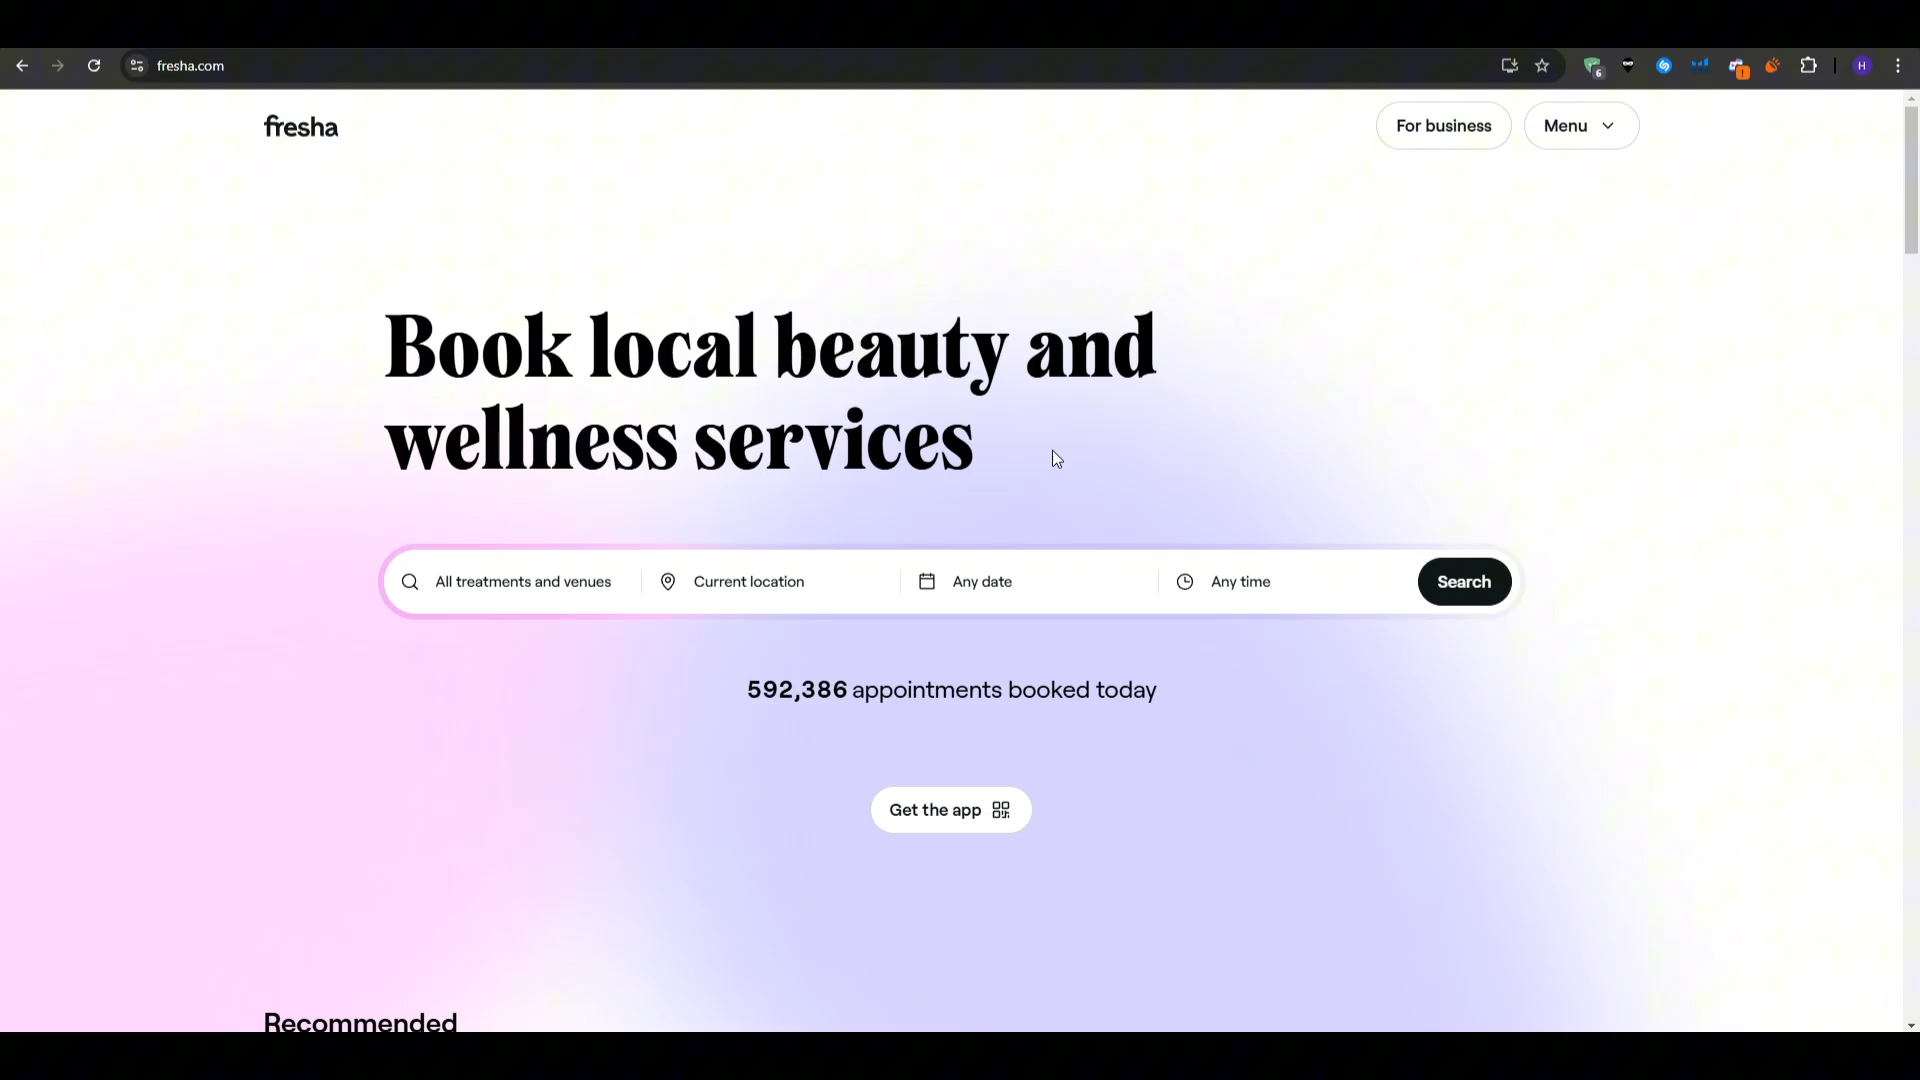 fresha.com
6
H
fresha
For business
Menu
Book local beauty and
wellness services
All treatments and venues
Current location
Any date
Any time
Search
592,386 appointments booked today
Get the app
Recommended